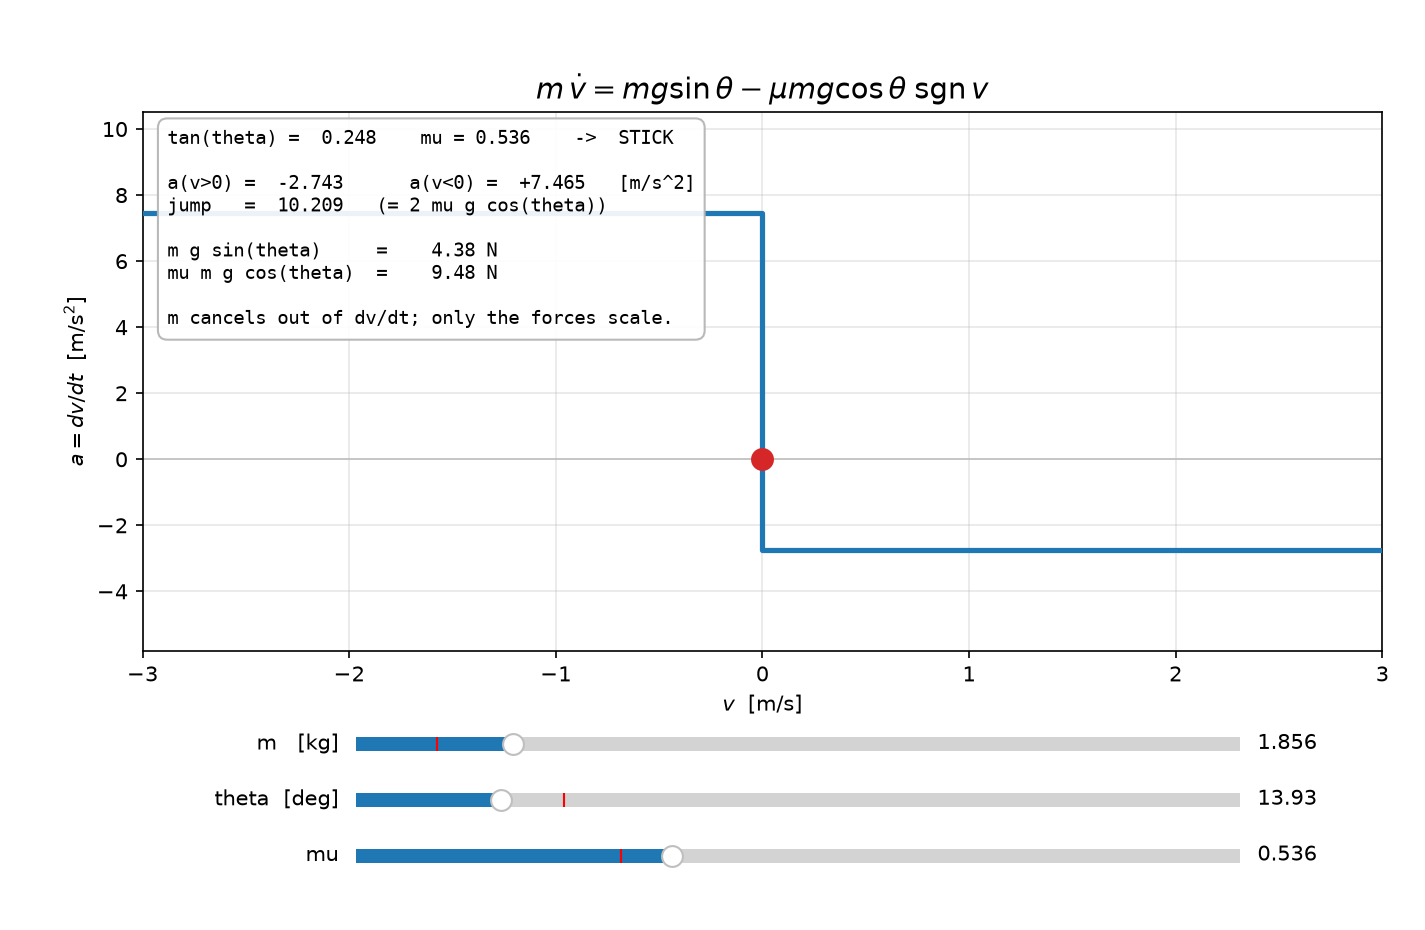 m v̇ = mg sin θ − μmg cos θ sgn v
tan(theta) =  0.248    mu = 0.536    ->  STICK
a(v>0) =  -2.743      a(v<0) =  +7.465   [m/s^2]
jump   =  10.209   (= 2 mu g cos(theta))
m g sin(theta)     =    4.38 N
mu m g cos(theta)  =    9.48 N
m cancels out of dv/dt; only the forces scale.
a = dv/dt [m/s²]
10
8
6
4
2
0
−2
−4
−3 −2 −1 0 1 2 3
v [m/s]
m [kg] 1.856
theta [deg] 13.93
mu 0.536